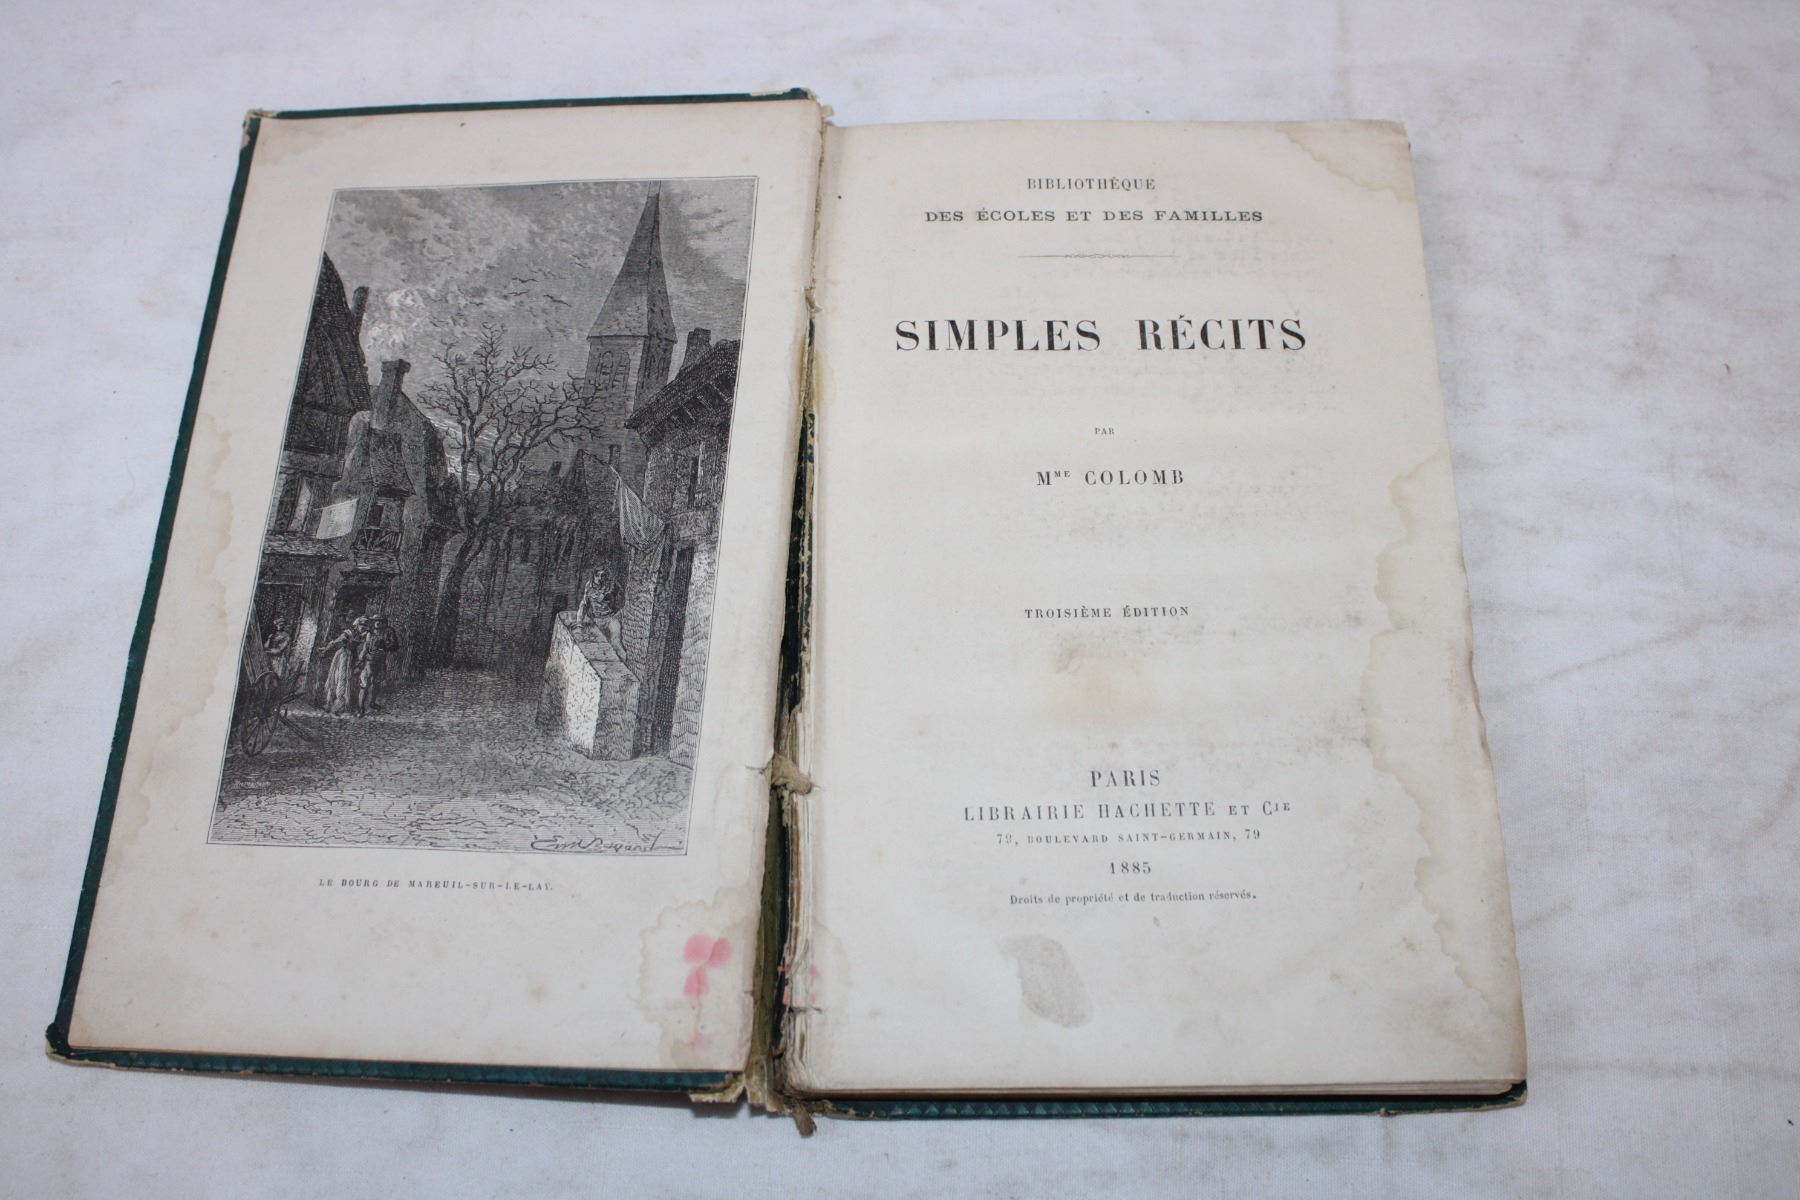 Em. Bayard
LE BOURG DE MAREUIL-SUR-LE-LAY.
BIBLIOTHÈQUE
DES ÉCOLES ET DES FAMILLES
SIMPLES RÉCITS
PAR
MME COLOMB
TROISIÈME ÉDITION
PARIS
LIBRAIRIE HACHETTE ET CIE
79, BOULEVARD SAINT-GERMAIN, 79
1885
Droits de propriété et de traduction réservés.